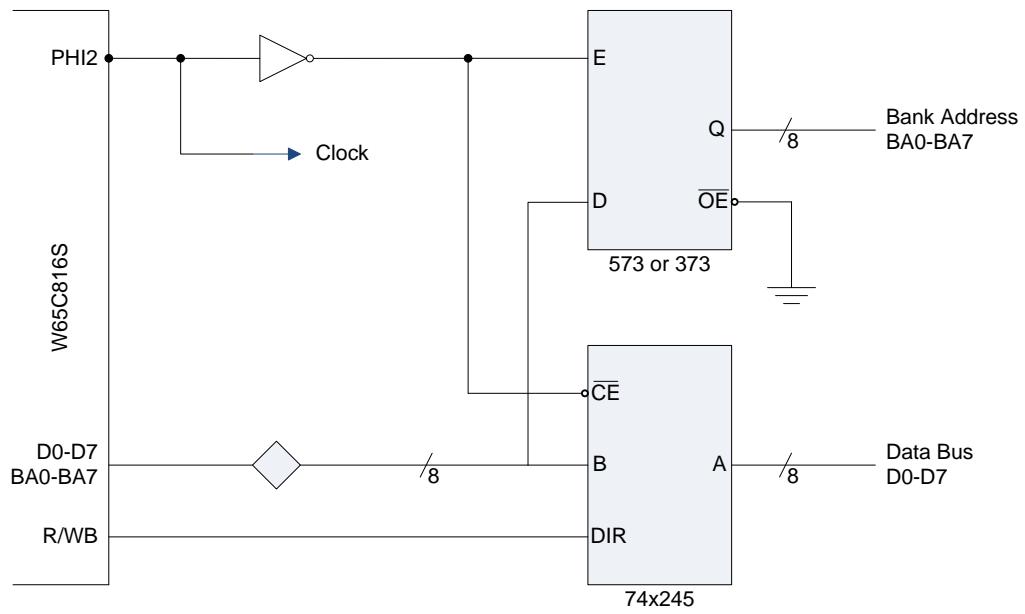 PHI2
E
Q
8
Bank Address
BA0-BA7
Clock
D
OE
573 or 373
W65C816S
CE
D0-D7
BA0-BA7
8
B
A
8
Data Bus
D0-D7
R/WB
DIR
74x245